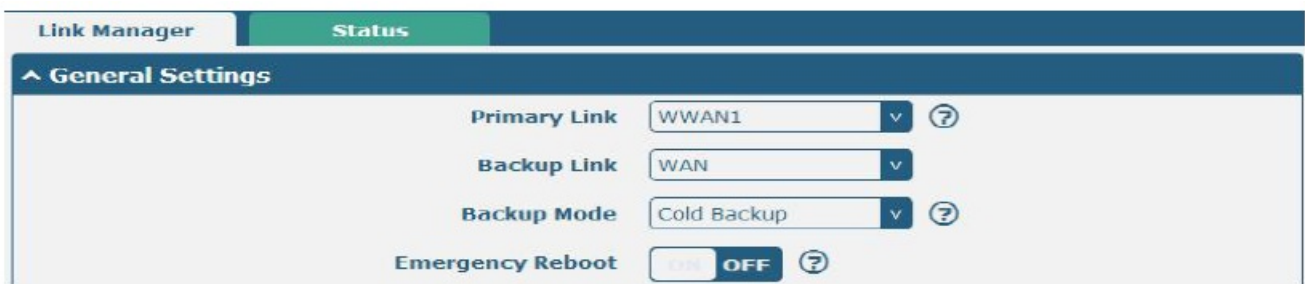 Link Manager Status
^ General Settings
Primary Link WWAN1 v ?
Backup Link WAN v
Backup Mode Cold Backup v ?
Emergency Reboot ON OFF ?